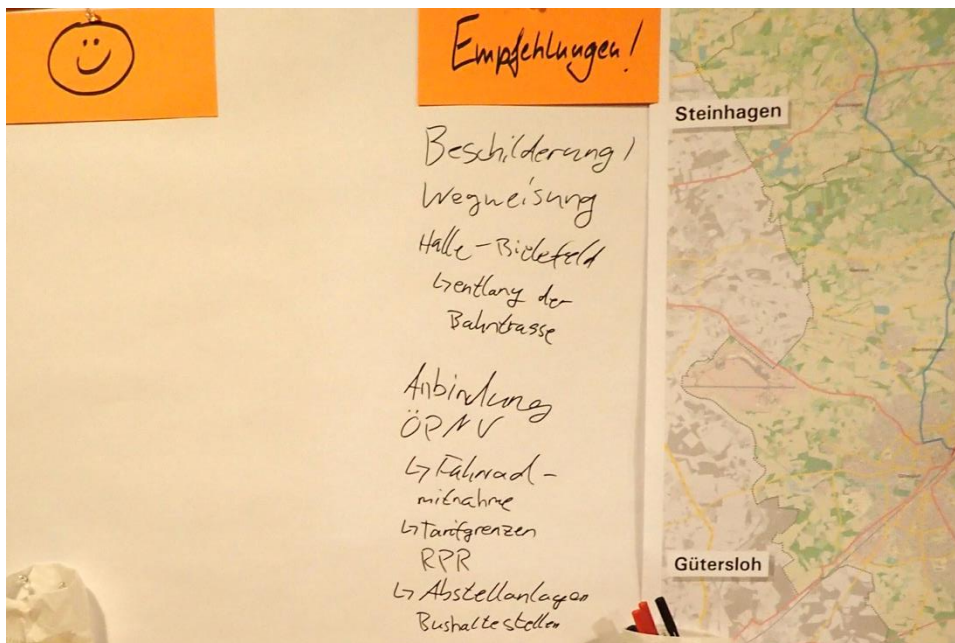 Empfehlungen!
Beschilderung /
Wegweisung
Halle - Bielefeld
↳ entlang der
Bahntrasse
Anbindung
ÖPNV
↳ Fahrrad-
mitnahme
↳ Tarifgrenzen
RPR
↳ Abstellanlagen
Bushaltestellen
Steinhagen
Gütersloh